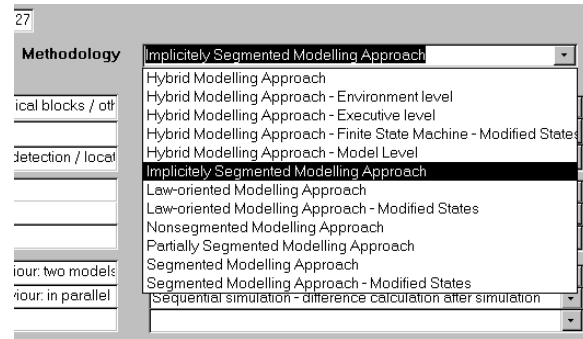 27
Methodology Implicitely Segmented Modelling Approach
Hybrid Modelling Approach
ical blocks / oth Hybrid Modelling Approach - Environment level
Hybrid Modelling Approach - Executive level
Hybrid Modelling Approach - Finite State Machine - Modified States
detection / locat Hybrid Modelling Approach - Model Level
Implicitely Segmented Modelling Approach
Law-oriented Modelling Approach
Law-oriented Modelling Approach - Modified States
Nonsegmented Modelling Approach
Partially Segmented Modelling Approach
iour: two models Segmented Modelling Approach
Segmented Modelling Approach - Modified States
viour: in parallel Sequential simulation - difference calculation after simulation